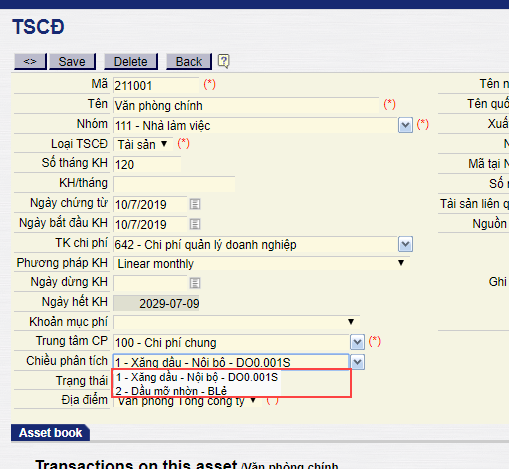 TSCĐ
<> Save Delete Back ?
Mã 211001 (*) Tên n
Tên Văn phòng chính (*) Tên quố
Nhóm 111 - Nhà làm việc (*) Xuấ
Loại TSCĐ Tài sản (*) N
Số tháng KH 120 Mã tại N
KH/tháng Số
Ngày chứng từ 10/7/2019 Tài sản liên q
Ngày bắt đầu KH 10/7/2019 Nguồn
TK chi phí 642 - Chi phí quản lý doanh nghiệp
Phương pháp KH Linear monthly
Ngày dừng KH Ghi
Ngày hết KH 2029-07-09
Khoản mục phí
Trung tâm CP 100 - Chi phí chung (*)
Chiều phân tích 1 - Xăng dầu - Nội bộ - DO0.001S
Trạng thái 1 - Xăng dầu - Nội bộ - DO0.001S
2 - Dầu mỡ nhờn - BLẻ
Địa điểm Văn phòng Tổng công ty
Asset book
Transactions on this asset /Văn phòng chính